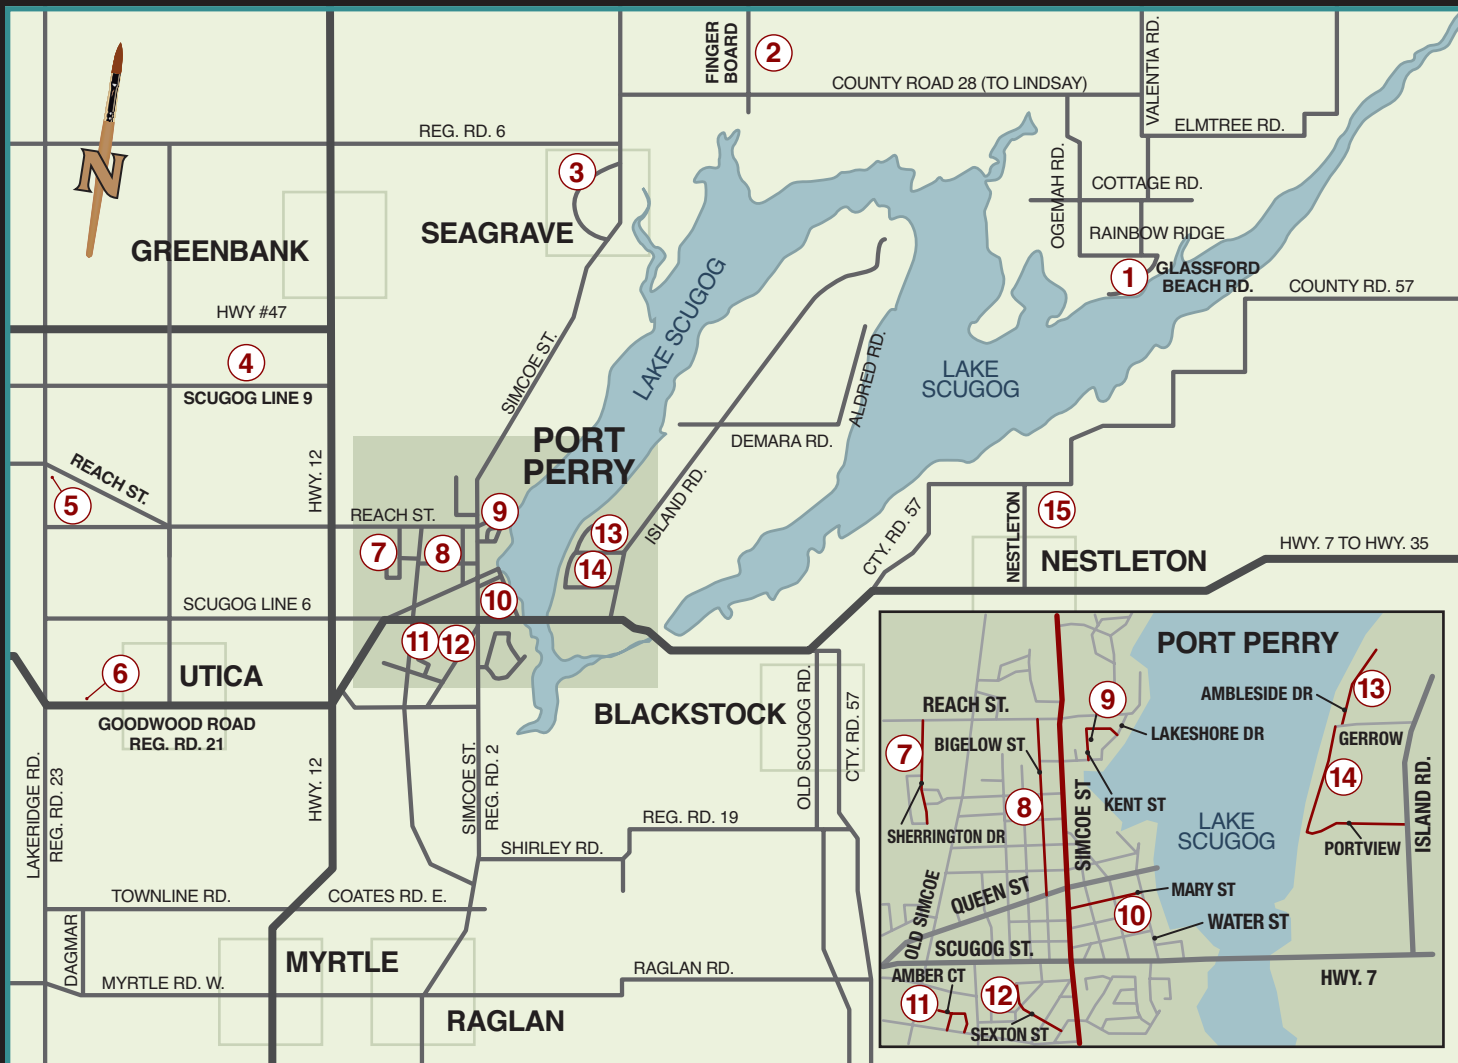 FINGER
BOARD
2
COUNTY ROAD 28 (TO LINDSAY)
VALENTIA RD.
ELMTREE RD.
REG. RD. 6
N
3
SEAGRAVE
GREENBANK
OGEMAH RD.
COTTAGE RD.
RAINBOW RIDGE
1
GLASSFORD
BEACH RD.
COUNTY RD. 57
HWY #47
4
SCUGOG LINE 9
SIMCOE ST.
LAKE SCUGOG
ALDRED RD.
LAKE
SCUGOG
DEMARA RD.
PORT
PERRY
REACH ST.
5
HWY. 12
REACH ST.
ISLAND RD.
CTY. RD. 57
NESTLETON
15
NESTLETON
HWY. 7 TO HWY. 35
7
8
9
10
13
14
SCUGOG LINE 6
11
12
6
UTICA
GOODWOOD ROAD
REG. RD. 21
BLACKSTOCK
OLD SCUGOG RD.
CTY. RD. 57
LAKERIDGE RD.
REG. RD. 23
HWY. 12
SIMCOE ST.
REG. RD. 2
REG. RD. 19
SHIRLEY RD.
TOWNLINE RD.
COATES RD. E.
DAGMAR
MYRTLE
MYRTLE RD. W.
RAGLAN RD.
RAGLAN
PORT PERRY
AMBLESIDE DR
13
9
REACH ST.
LAKESHORE DR
GERROW
7
BIGELOW ST
14
KENT ST
8
SIMCOE ST
SHERRINGTON DR
LAKE
SCUGOG
PORTVIEW
ISLAND RD.
OLD SIMCOE
QUEEN ST
MARY ST
10
WATER ST
SCUGOG ST.
HWY. 7
AMBER CT
11
12
SEXTON ST